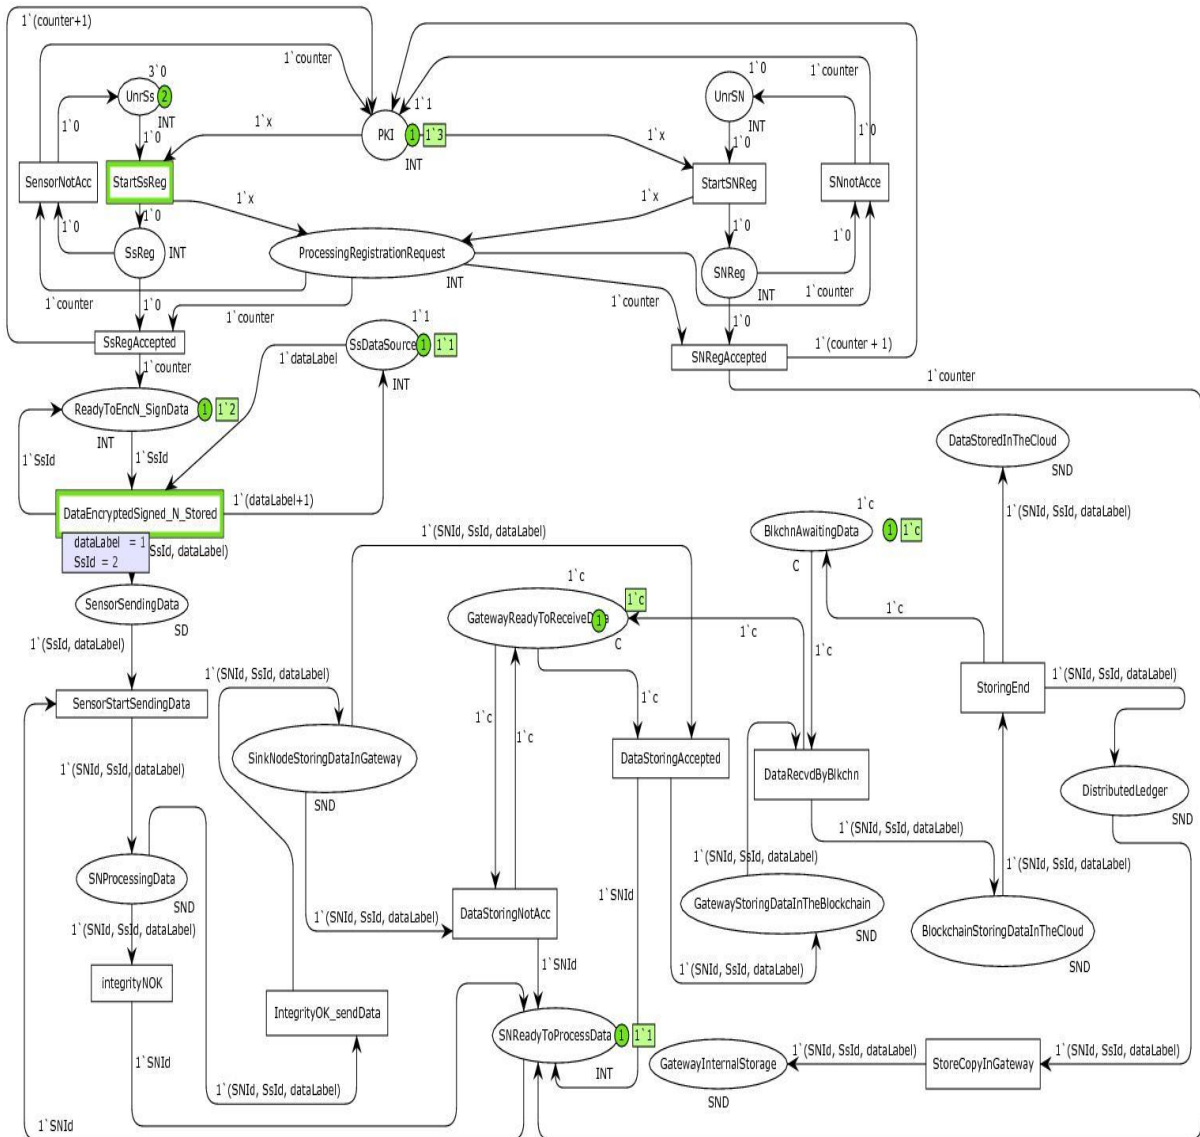 1`(counter+1)
1`counter
3`0
UnrSs
2
INT
1`0
1`0
1`x
PKI
1`1
1
1`3
INT
1`x
1`0
UnrSN
INT
1`counter
1`0
1`0
SensorNotAcc
StartSsReg
StartSNReg
SNnotAcce
1`x
1`x
1`0
1`0
1`0
1`0
SsReg
INT
ProcessingRegistrationRequest
INT
SNReg
INT
1`counter
1`0
1`counter
1`counter
1`counter
1`0
SsRegAccepted
1`counter
1`dataLabel
1`1
SsDataSource
1
1`1
INT
SNRegAccepted
1`(counter + 1)
1`counter
ReadyToEncN_SignData
1
1`2
INT
1`SsId
1`SsId
DataEncryptedSigned_N_Stored
1`(dataLabel+1)
dataLabel = 1
SsId = 2
SsId, dataLabel)
DataStoredInTheCloud
SND
1`(SNId, SsId, dataLabel)
1`c
BlkchnAwaitingData
1
1`c
C
1`(SNId, SsId, dataLabel)
SensorSendingData
SD
1`c
GatewayReadyToReceiveD
1
1`c
C
1`c
1`c
1`c
1`(SsId, dataLabel)
1`(SNId, SsId, dataLabel)
StoringEnd
1`(SNId, SsId, dataLabel)
SensorStartSendingData
1`c
1`c
1`c
SinkNodeStoringDataInGateway
SND
DataStoringAccepted
DataRecvdByBlkchn
DistributedLedger
SND
1`(SNId, SsId, dataLabel)
1`(SNId, SsId, dataLabel)
1`(SNId, SsId, dataLabel)
1`(SNId, SsId, dataLabel)
SNProcessingData
SND
1`SNId
GatewayStoringDataInTheBlockchain
SND
DataStoringNotAcc
1`(SNId, SsId, dataLabel)
1`(SNId, SsId, dataLabel)
BlockchainStoringDataInTheCloud
SND
1`SNId
1`(SNId, SsId, dataLabel)
integrityNOK
IntegrityOK_sendData
SNReadyToProcessData
1
1`1
INT
1`SNId
1`(SNId, SsId, dataLabel)
GatewayInternalStorage
SND
1`(SNId, SsId, dataLabel)
StoreCopyInGateway
1`(SNId, SsId, dataLabel)
1`SNId